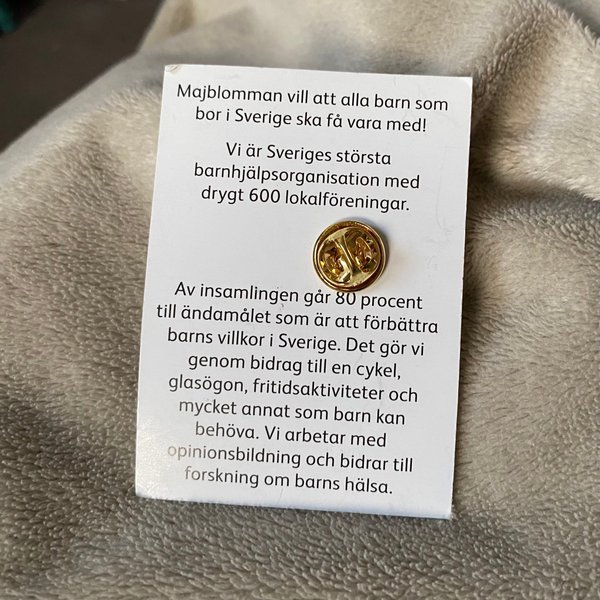 Majblomman vill att alla barn som
bor i Sverige ska få vara med!
Vi är Sveriges största
barnhjälpsorganisation med
drygt 600 lokalföreningar.
Av insamlingen går 80 procent
till ändamålet som är att förbättra
barns villkor i Sverige. Det gör vi
genom bidrag till en cykel,
glasögon, fritidsaktiviteter och
mycket annat som barn kan
behöva. Vi arbetar med
opinionsbildning och bidrar till
forskning om barns hälsa.